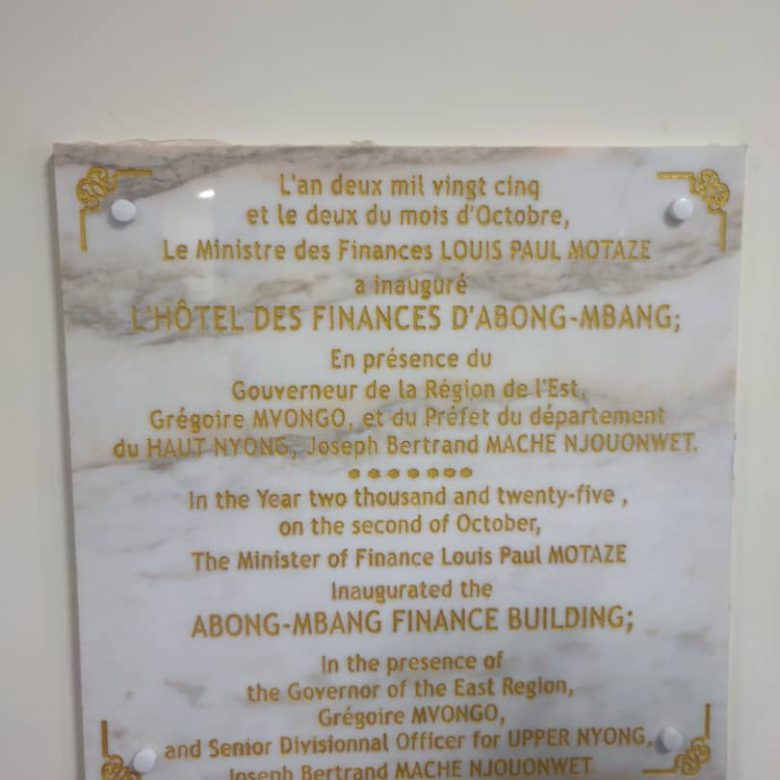 L'an deux mil vingt cinq
et le deux du mois d'Octobre,
Le Ministre des Finances LOUIS PAUL MOTAZE
a inauguré
L'HÔTEL DES FINANCES D'ABONG-MBANG;
En présence du
Gouverneur de la Région de l'Est,
Grégoire MVONGO, et du Préfet du département
du HAUT NYONG, Joseph Bertrand MACHE NJOUONWET.
In the Year two thousand and twenty-five ,
on the second of October,
The Minister of Finance Louis Paul MOTAZE
Inaugurated the
ABONG-MBANG FINANCE BUILDING;
In the presence of
the Governor of the East Region,
Grégoire MVONGO,
and Senior Divisionnal Officer for UPPER NYONG,
Joseph Bertrand MACHE NJOUONWET